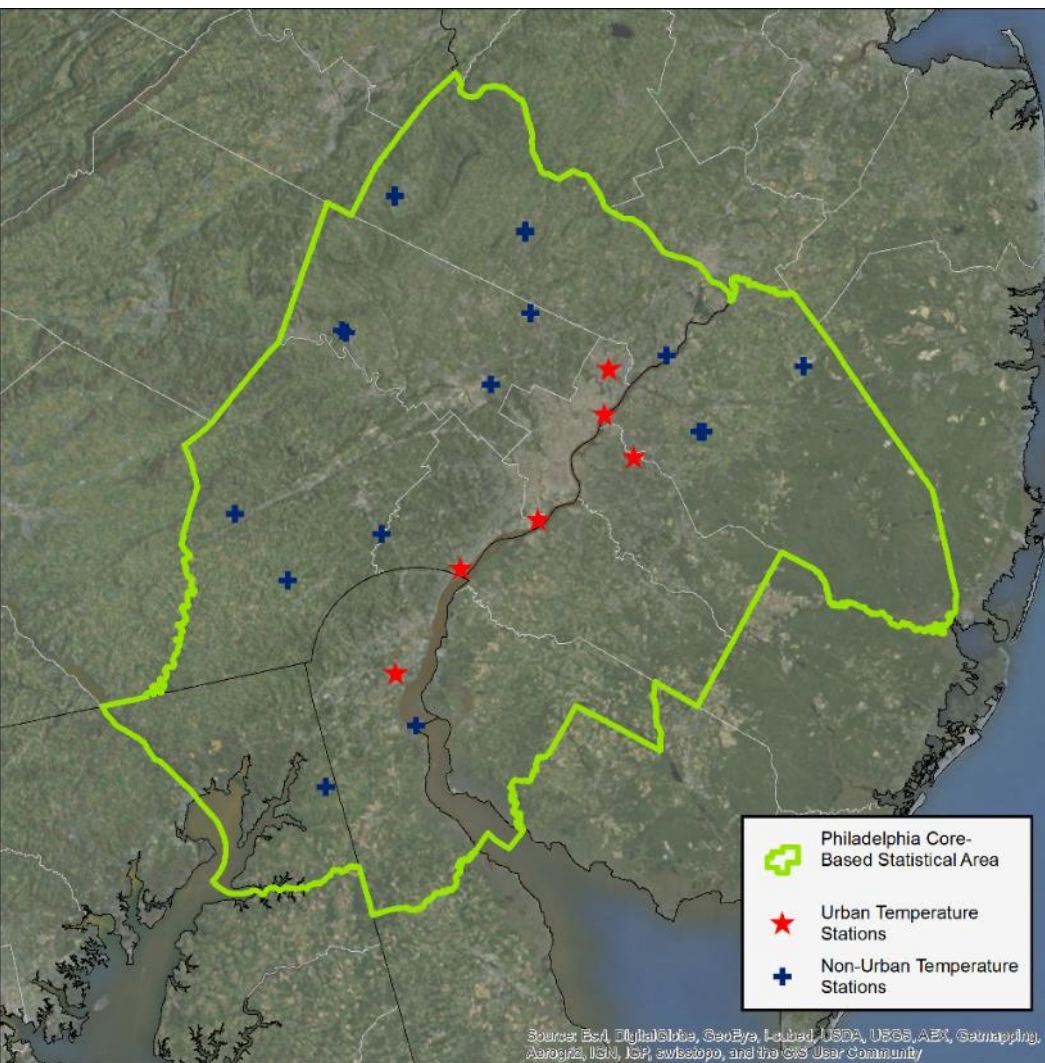 Philadelphia Core-
Based Statistical Area
Urban Temperature
Stations
Non-Urban Temperature
Stations
Source: Esri, DigitalGlobe, GeoEye, i-cubed, USDA, USGS, AEX, Getmapping,
Aerogrid, IGN, IGP, swisstopo, and the GIS User Community